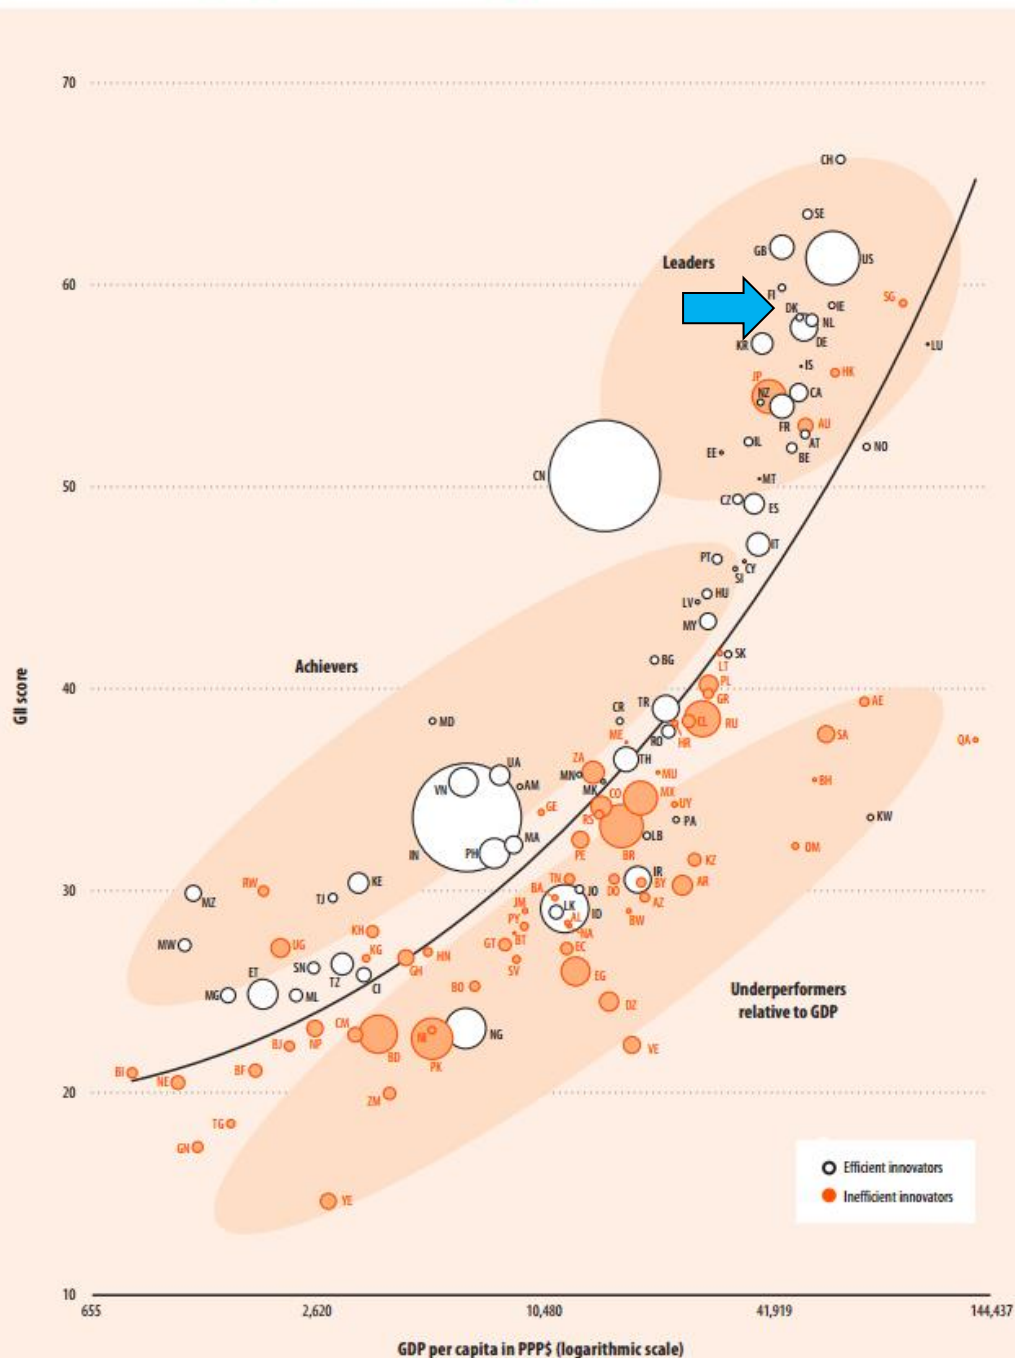 70
CH
SE
GB
US
Leaders
60
FI
SG
IE
DK
NL
DE
KR
LU
IS
JP
HK
NZ
CA
FR
AU
AT
IL
BE
NO
EE
MT
CN
50
CZ
ES
IT
PT
CY
SI
HU
LV
MY
BG
SK
LT
Achievers
PL
GR
40
TR
AE
MD
CR
CL
RU
SA
ME
RO
HR
QA
UA
ZA
TH
MN
MU
BH
VN
AM
MK
CO
MX
GE
RS
UY
PA
KW
IN
PH
MA
PE
BR
LB
OM
KZ
RW
KE
TN
IR
BY
AR
30
MZ
TJ
BA
JO
DO
AZ
LK
ID
JM
BW
PY
AL
NA
KH
BT
MW
UG
GT
EC
KG
HN
SN
TZ
GH
SV
CI
EG
ET
MG
ML
BO
Underperformers
relative to GDP
DZ
CM
BD
NI
NG
NP
BJ
PK
VE
BI
BF
NE
20
ZM
TG
GN
YE
GII score
Efficient innovators
Inefficient innovators
10
655
2,620
10,480
41,919
144,437
GDP per capita in PPP$ (logarithmic scale)